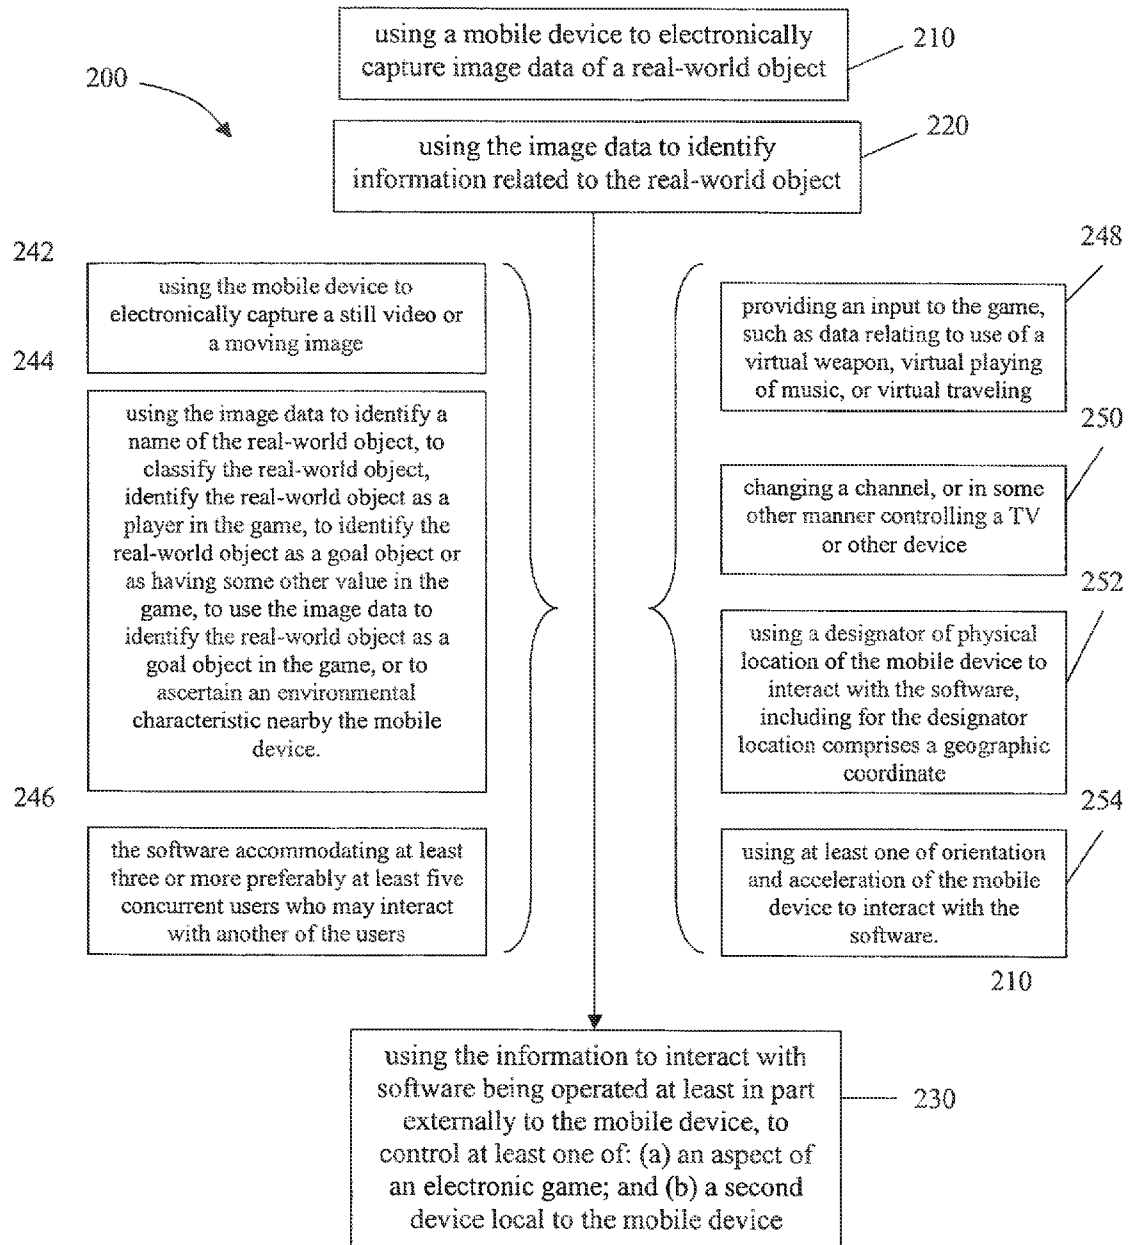 using a mobile device to electronically
capture image data of a real-world object
210
200
using the image data to identify
information related to the real-world object
220
242
using the mobile device to
electronically capture a still video or
a moving image
244
using the image data to identify a
name of the real-world object, to
classify the real-world object,
identify the real-world object as a
player in the game, to identify the
real-world object as a goal object or
as having some other value in the
game, to use the image data to
identify the real-world object as a
goal object in the game, or to
ascertain an environmental
characteristic nearby the mobile
device.
246
the software accommodating at least
three or more preferably at least five
concurrent users who may interact
with another of the users
248
providing an input to the game,
such as data relating to use of a
virtual weapon, virtual playing
of music, or virtual traveling
250
changing a channel, or in some
other manner controlling a TV
or other device
252
using a designator of physical
location of the mobile device to
interact with the software,
including for the designator
location comprises a geographic
coordinate
254
using at least one of orientation
and acceleration of the mobile
device to interact with the
software.
210
using the information to interact with
software being operated at least in part
externally to the mobile device, to
control at least one of: (a) an aspect of
an electronic game; and (b) a second
device local to the mobile device
230